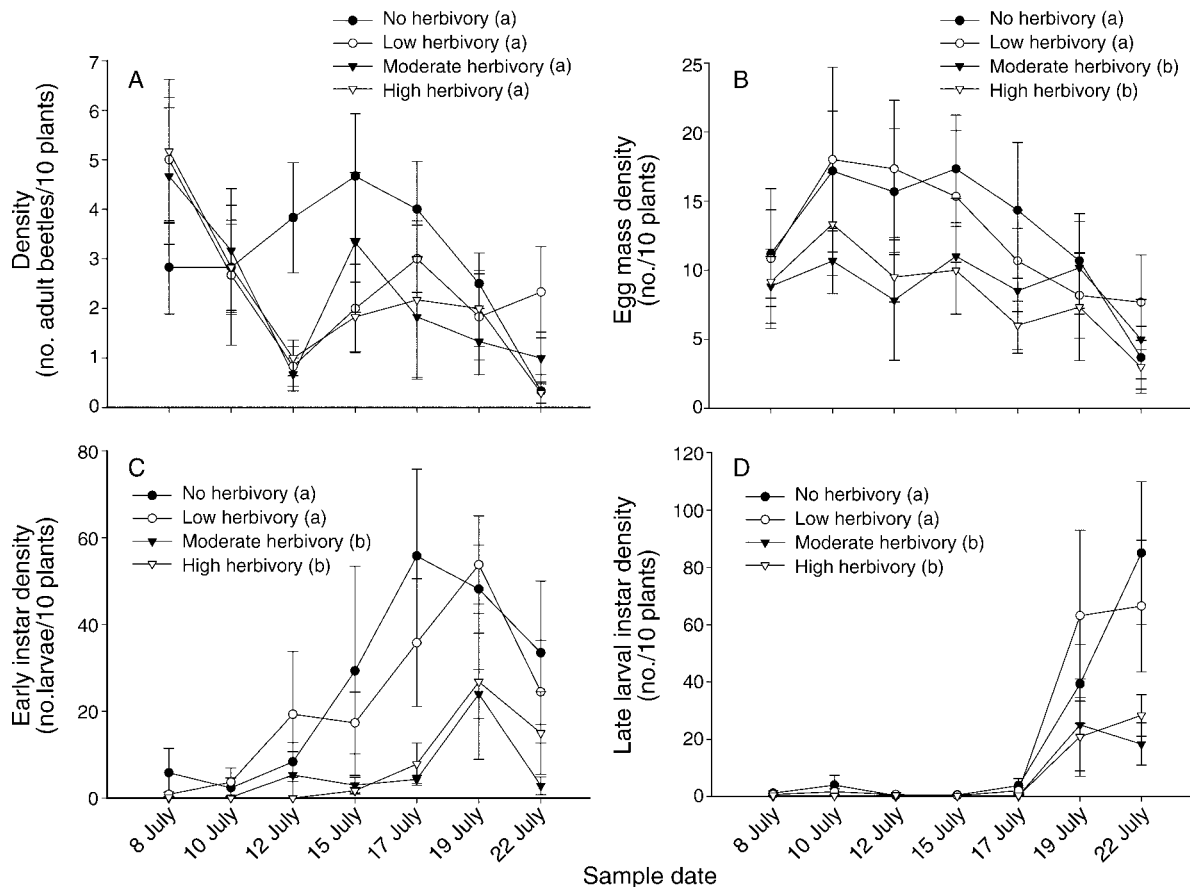 No herbivory (a)
Low herbivory (a)
Moderate herbivory (a)
High herbivory (a)
A
Density
(no. adult beetles/10 plants)
7
6
5
4
3
2
1
0
No herbivory (a)
Low herbivory (a)
Moderate herbivory (b)
High herbivory (b)
B
Egg mass density
(no./10 plants)
25
20
15
10
5
0
C
No herbivory (a)
Low herbivory (a)
Moderate herbivory (b)
High herbivory (b)
Early instar density
(no.larvae/10 plants)
80
60
40
20
0
8 July
10 July
12 July
15 July
17 July
19 July
22 July
D
No herbivory (a)
Low herbivory (a)
Moderate herbivory (b)
High herbivory (b)
Late larval instar density
(no./10 plants)
120
100
80
60
40
20
0
8 July
10 July
12 July
15 July
17 July
19 July
22 July
Sample date